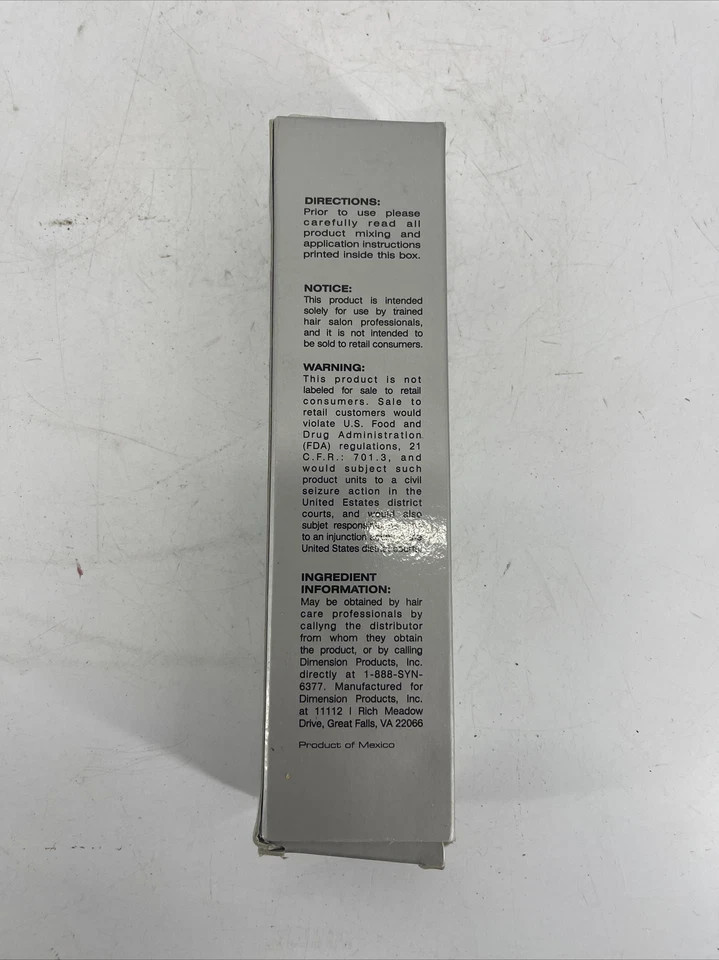 DIRECTIONS:
Prior to use please
carefully read all
product mixing and
application instructions
printed inside this box.
NOTICE:
This product is intended
solely for use by trained
hair salon professionals,
and it is not intended to
be sold to retail consumers.
WARNING:
This product is not
labeled for sale to retail
consumers. Sale to
retail customers would
violate U.S. Food and
Drug Administration
(FDA) regulations, 21
C.F.R.: 701.3, and
would subject such
product units to a civil
seizure action in the
United Estates district
courts, and would also
subjet
to an injunction
United States
INGREDIENT
INFORMATION:
May be obtained by hair
care professionals by
callyng the distributor
from whom they obtain
the product, or by calling
Dimension Products, Inc.
directly at 1-888-SYN-
6377. Manufactured for
Dimension Products, Inc.
at 11112 I Rich Meadow
Drive, Great Falls, VA 22066
Product of Mexico